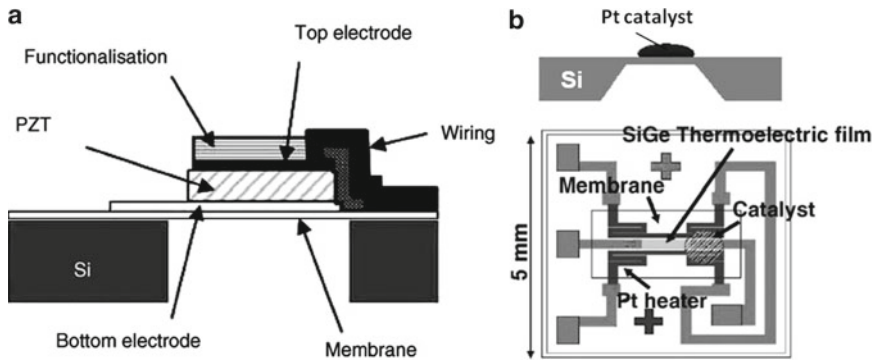 a
Functionalisation
Top electrode
PZT
Wiring
Si
Bottom electrode
Membrane
b
Pt catalyst
Si
SiGe Thermoelectric film
Membrane
Catalyst
5 mm
Pt heater